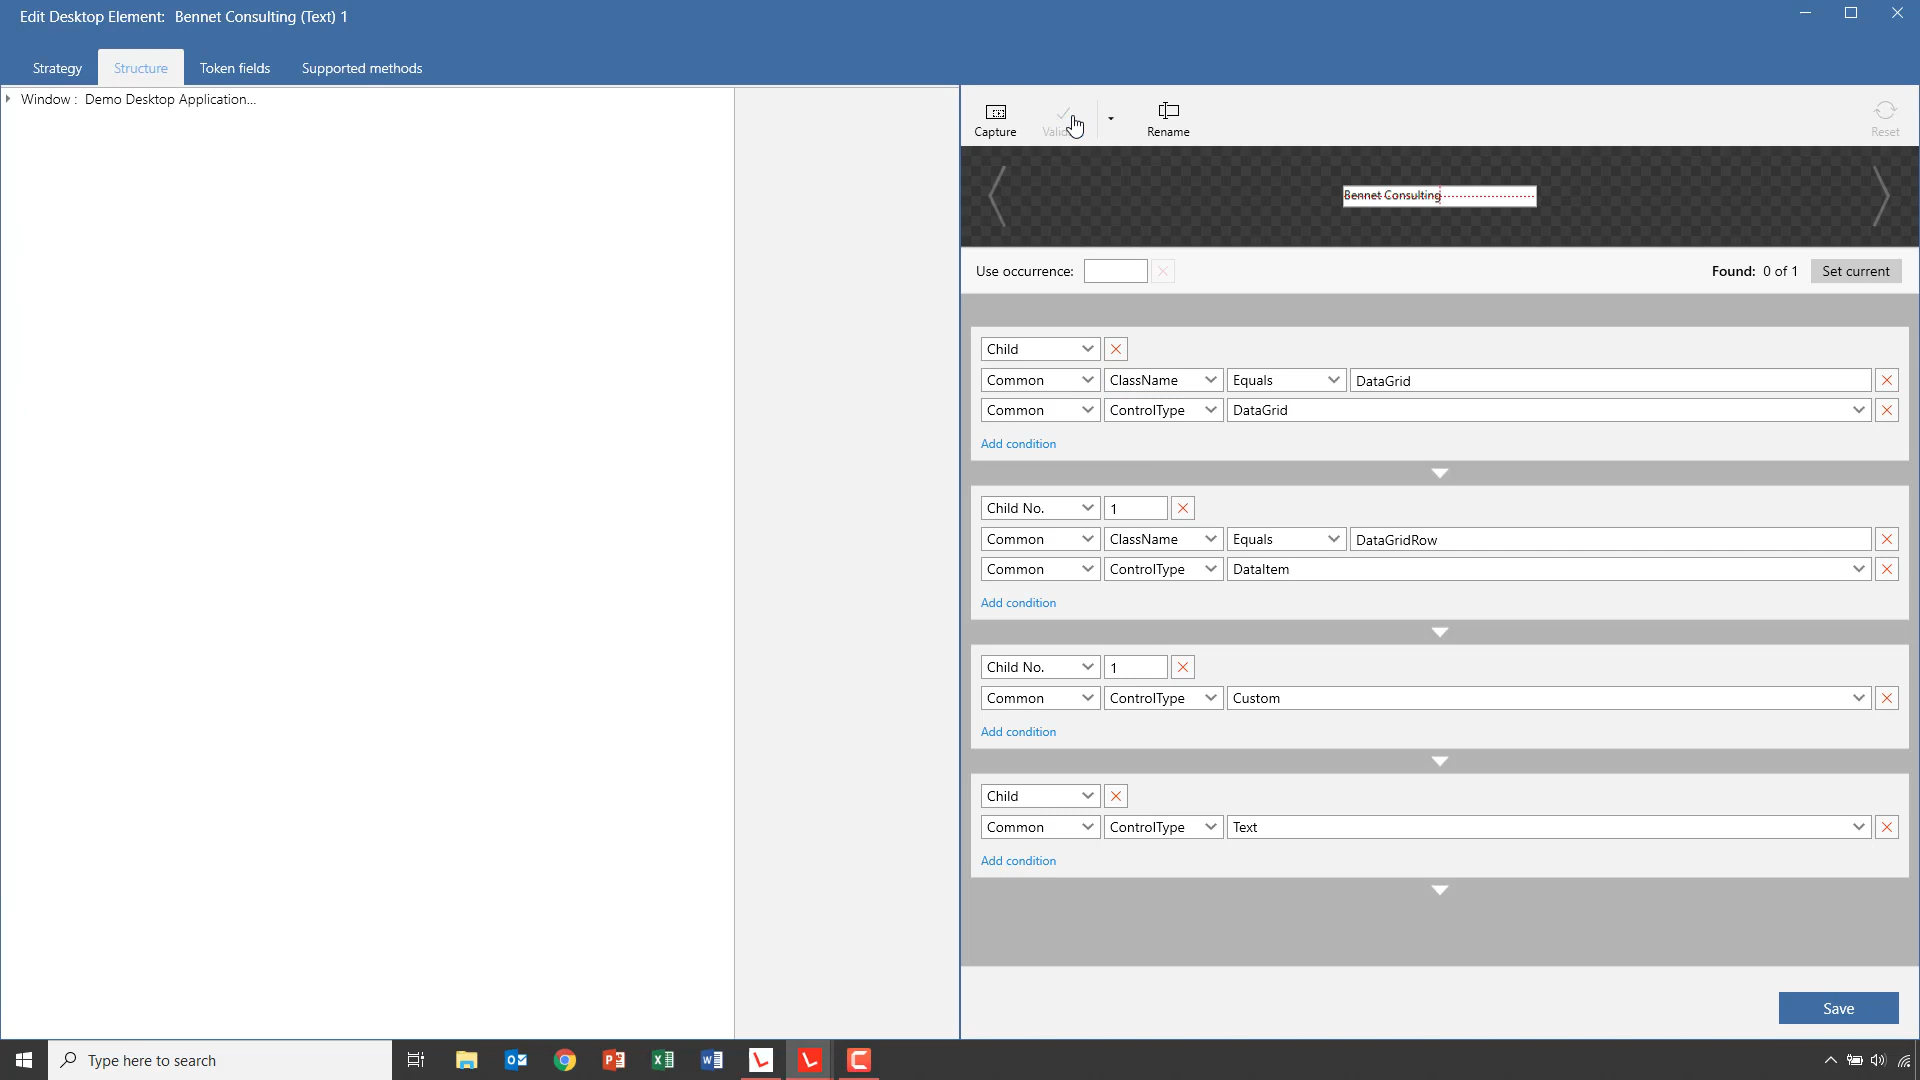 Edit Desktop Element: Bennet Consulting (Text) 1
Strategy Structure Token fields Supported methods
Window : Demo Desktop Application...
Capture Rename Reset
Bennet Consulting
Use occurrence: Found: 0 of 1 Set current
Child
Common ClassName Equals DataGrid
Common ControlType DataGrid
Add condition
Child No. 1
Common ClassName Equals DataGridRow
Common ControlType DataItem
Add condition
Child No. 1
Common ControlType Custom
Add condition
Child
Common ControlType Text
Add condition
Save
Type here to search